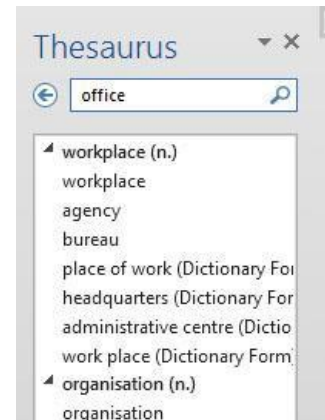 Thesaurus
office
workplace (n.)
workplace
agency
bureau
place of work (Dictionary For
headquarters (Dictionary For
administrative centre (Dictio
work place (Dictionary Form)
organisation (n.)
organisation